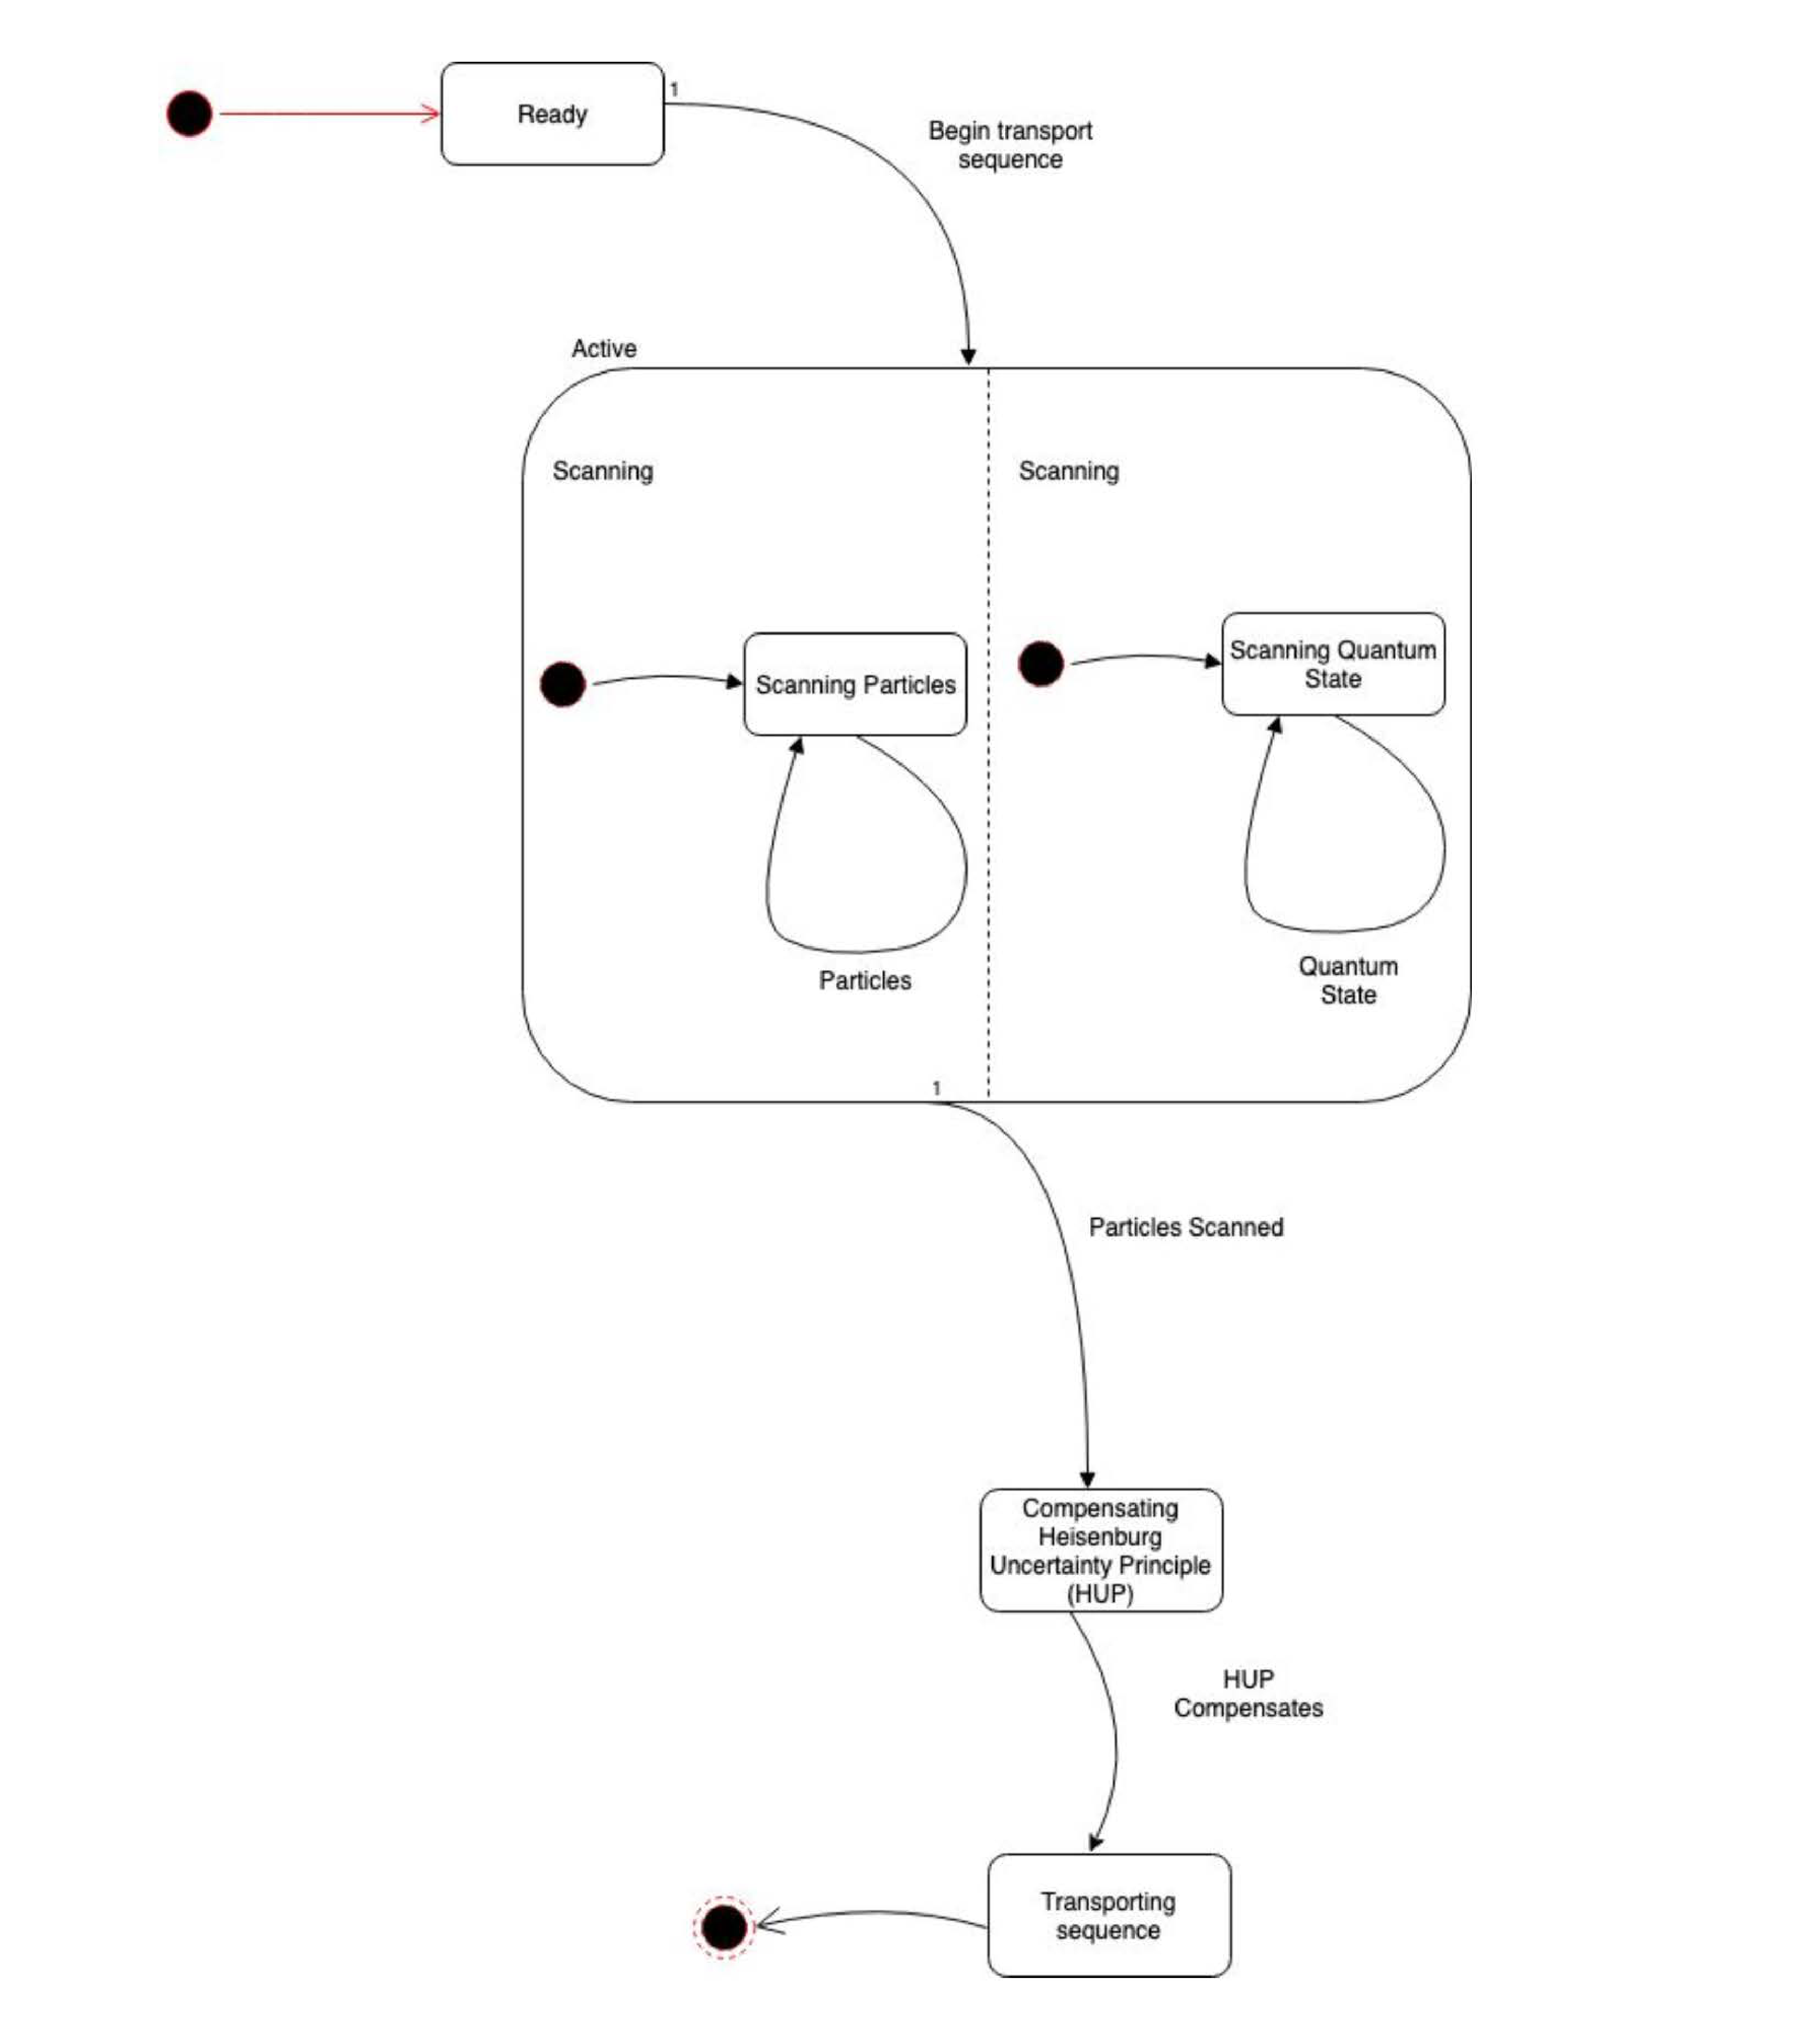 Ready
1
Begin transport
sequence
Active
Scanning
Scanning
Scanning Particles
Scanning Quantum
State
Particles
Quantum
State
1
Particles Scanned
Compensating
Heisenburg
Uncertainty Principle
(HUP)
HUP
Compensates
Transporting
sequence